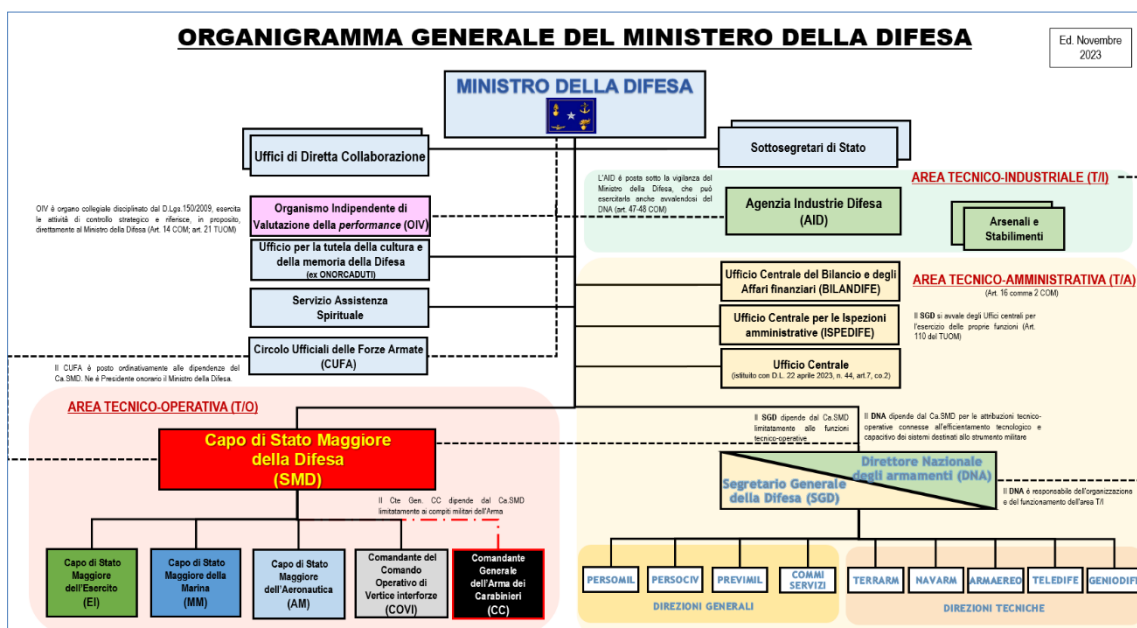 ORGANIGRAMMA GENERALE DEL MINISTERO DELLA DIFESA
Ed. Novembre
2023
MINISTRO DELLA DIFESA
Uffici di Diretta Collaborazione
Sottosegretari di Stato
L'AID è posta sotto la vigilanza del
Ministro della Difesa, che può
esercitarla anche avvalendosi del
DNA (art. 47-48 COM)
AREA TECNICO-INDUSTRIALE (T/I)
Agenzia Industrie Difesa
(AID)
Arsenali e
Stabilimenti
OIV è organo collegiale disciplinato dal D.Lgs.150/2009, esercita
le attività di controllo strategico e riferisce, in proposito,
direttamente al Ministro della Difesa (Art. 14 COM; art. 21 TUOM)
Organismo Indipendente di
Valutazione della performance (OIV)
Ufficio per la tutela della cultura e
della memoria della Difesa
(ex ONORCADUTI)
Servizio Assistenza
Spirituale
Circolo Ufficiali delle Forze Armate
(CUFA)
Il CUFA è posto ordinativamente alle dipendenze del
Ca.SMD. Ne è Presidente onorario il Ministro della Difesa.
Ufficio Centrale del Bilancio e degli
Affari finanziari (BILANDIFE)
Ufficio Centrale per le Ispezioni
amministrative (ISPEDIFE)
Ufficio Centrale
(istituito con D.L. 22 aprile 2023, n. 44, art.7, co.2)
AREA TECNICO-AMMINISTRATIVA (T/A)
(Art. 16 comma 2 COM)
Il SGD si avvale degli Uffici centrali per
l'esercizio delle proprie funzioni (Art.
110 del TUOM)
AREA TECNICO-OPERATIVA (T/O)
Capo di Stato Maggiore
della Difesa
(SMD)
Il SGD dipende dal Ca.SMD
limitatamente alle funzioni
tecnico-operative
Il DNA dipende dal Ca.SMD per le attribuzioni tecnico-
operative connesse all'efficientamento tecnologico e
capacitivo dei sistemi destinati allo strumento militare
Direttore Nazionale
degli armamenti (DNA)
Segretario Generale
della Difesa (SGD)
Il DNA è responsabile dell'organizzazione
e del funzionamento dell'area T/I
Il Cte Gen. CC dipende dal Ca.SMD
limitatamente ai compiti militari dell'Arma
Capo di Stato
Maggiore
dell'Esercito
(EI)
Capo di Stato
Maggiore della
Marina
(MM)
Capo di Stato
Maggiore
dell'Aeronautica
(AM)
Comandante del
Comando
Operativo di
Vertice interforze
(COVI)
Comandante
Generale
dell'Arma dei
Carabinieri
(CC)
PERSOMIL
PERSOCIV
PREVIMIL
COMMI
SERVIZI
DIREZIONI GENERALI
TERRARM
NAVARM
ARMAEREO
TELEDIFE
GENIODIFE
DIREZIONI TECNICHE